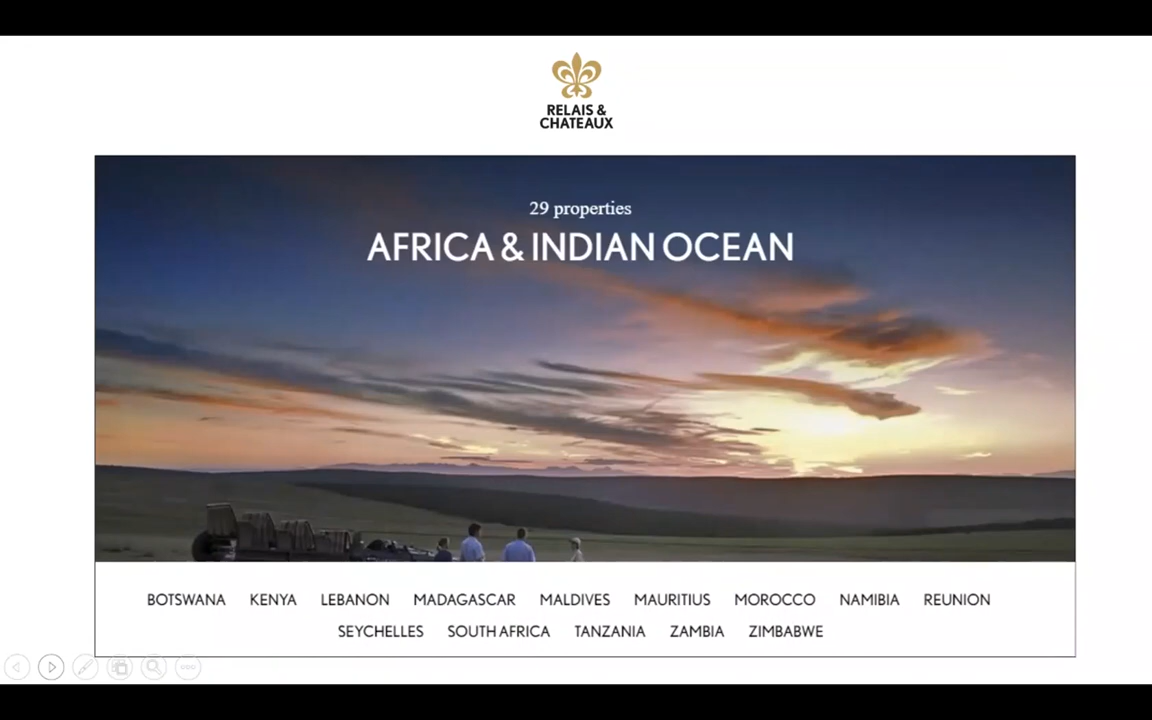 RELAIS &
CHATEAUX
29 properties
AFRICA & INDIAN OCEAN
BOTSWANA KENYA LEBANON MADAGASCAR MALDIVES MAURITIUS MOROCCO NAMIBIA REUNION
SEYCHELLES SOUTH AFRICA TANZANIA ZAMBIA ZIMBABWE